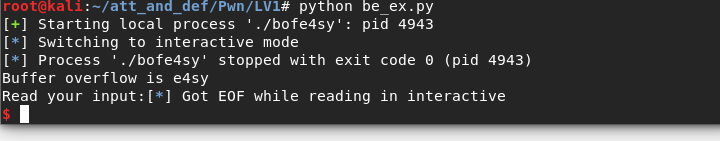 root@kali:~/att_and_def/Pwn/LV1# python be_ex.py
[+] Starting local process './bofe4sy': pid 4943
[*] Switching to interactive mode
[*] Process './bofe4sy' stopped with exit code 0 (pid 4943)
Buffer overflow is e4sy
Read your input:[*] Got EOF while reading in interactive
$